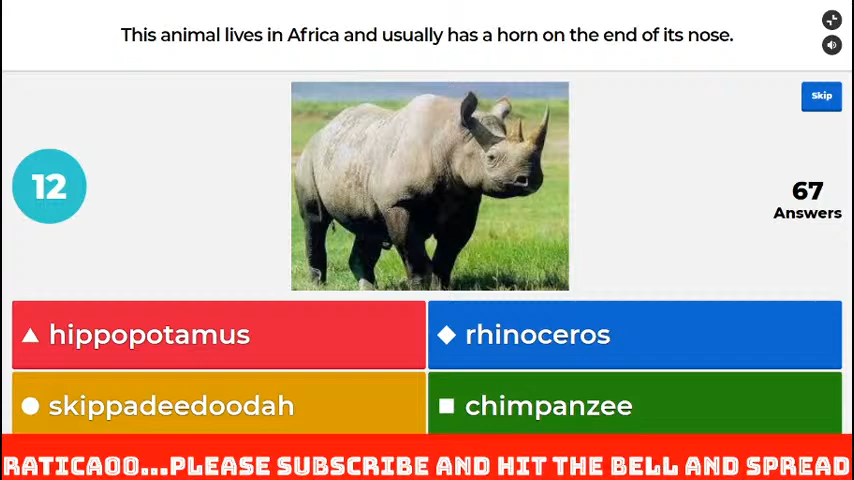 This animal lives in Africa and usually has a horn on the end of its nose.
Skip
12
67
Answers
hippopotamus
rhinoceros
skippadeedoodah
chimpanzee
RATICA00...PLEASE SUBSCRIBE AND HIT THE BELL AND SPREAD